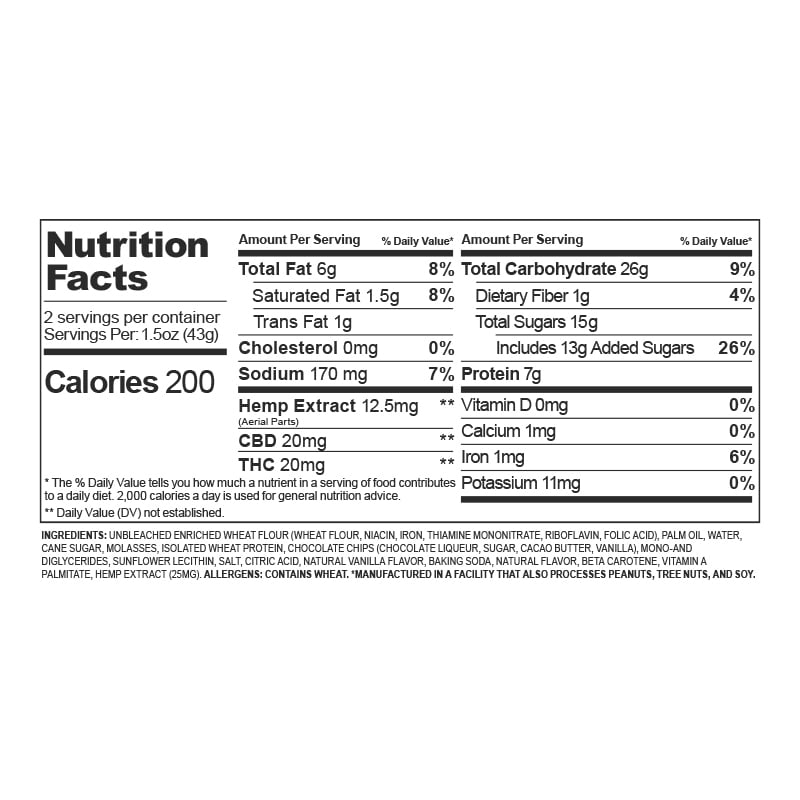 Nutrition
Facts
2 servings per container
Servings Per: 1.5oz (43g)
Calories 200
Amount Per Serving % Daily Value*
Total Fat 6g 8%
Saturated Fat 1.5g 8%
Trans Fat 1g
Cholesterol 0mg 0%
Sodium 170 mg 7%
Hemp Extract 12.5mg **
(Aerial Parts)
CBD 20mg **
THC 20mg **
Amount Per Serving % Daily Value*
Total Carbohydrate 26g 9%
Dietary Fiber 1g 4%
Total Sugars 15g
Includes 13g Added Sugars 26%
Protein 7g
Vitamin D 0mg 0%
Calcium 1mg 0%
Iron 1mg 6%
Potassium 11mg 0%
* The % Daily Value tells you how much a nutrient in a serving of food contributes
to a daily diet. 2,000 calories a day is used for general nutrition advice.
** Daily Value (DV) not established.
INGREDIENTS: UNBLEACHED ENRICHED WHEAT FLOUR (WHEAT FLOUR, NIACIN, IRON, THIAMINE MONONITRATE, RIBOFLAVIN, FOLIC ACID), PALM OIL, WATER,
CANE SUGAR, MOLASSES, ISOLATED WHEAT PROTEIN, CHOCOLATE CHIPS (CHOCOLATE LIQUEUR, SUGAR, CACAO BUTTER, VANILLA), MONO-AND
DIGLYCERIDES, SUNFLOWER LECITHIN, SALT, CITRIC ACID, NATURAL VANILLA FLAVOR, BAKING SODA, NATURAL FLAVOR, BETA CAROTENE, VITAMIN A
PALMITATE, HEMP EXTRACT (25MG). ALLERGENS: CONTAINS WHEAT. *MANUFACTURED IN A FACILITY THAT ALSO PROCESSES PEANUTS, TREE NUTS, AND SOY.